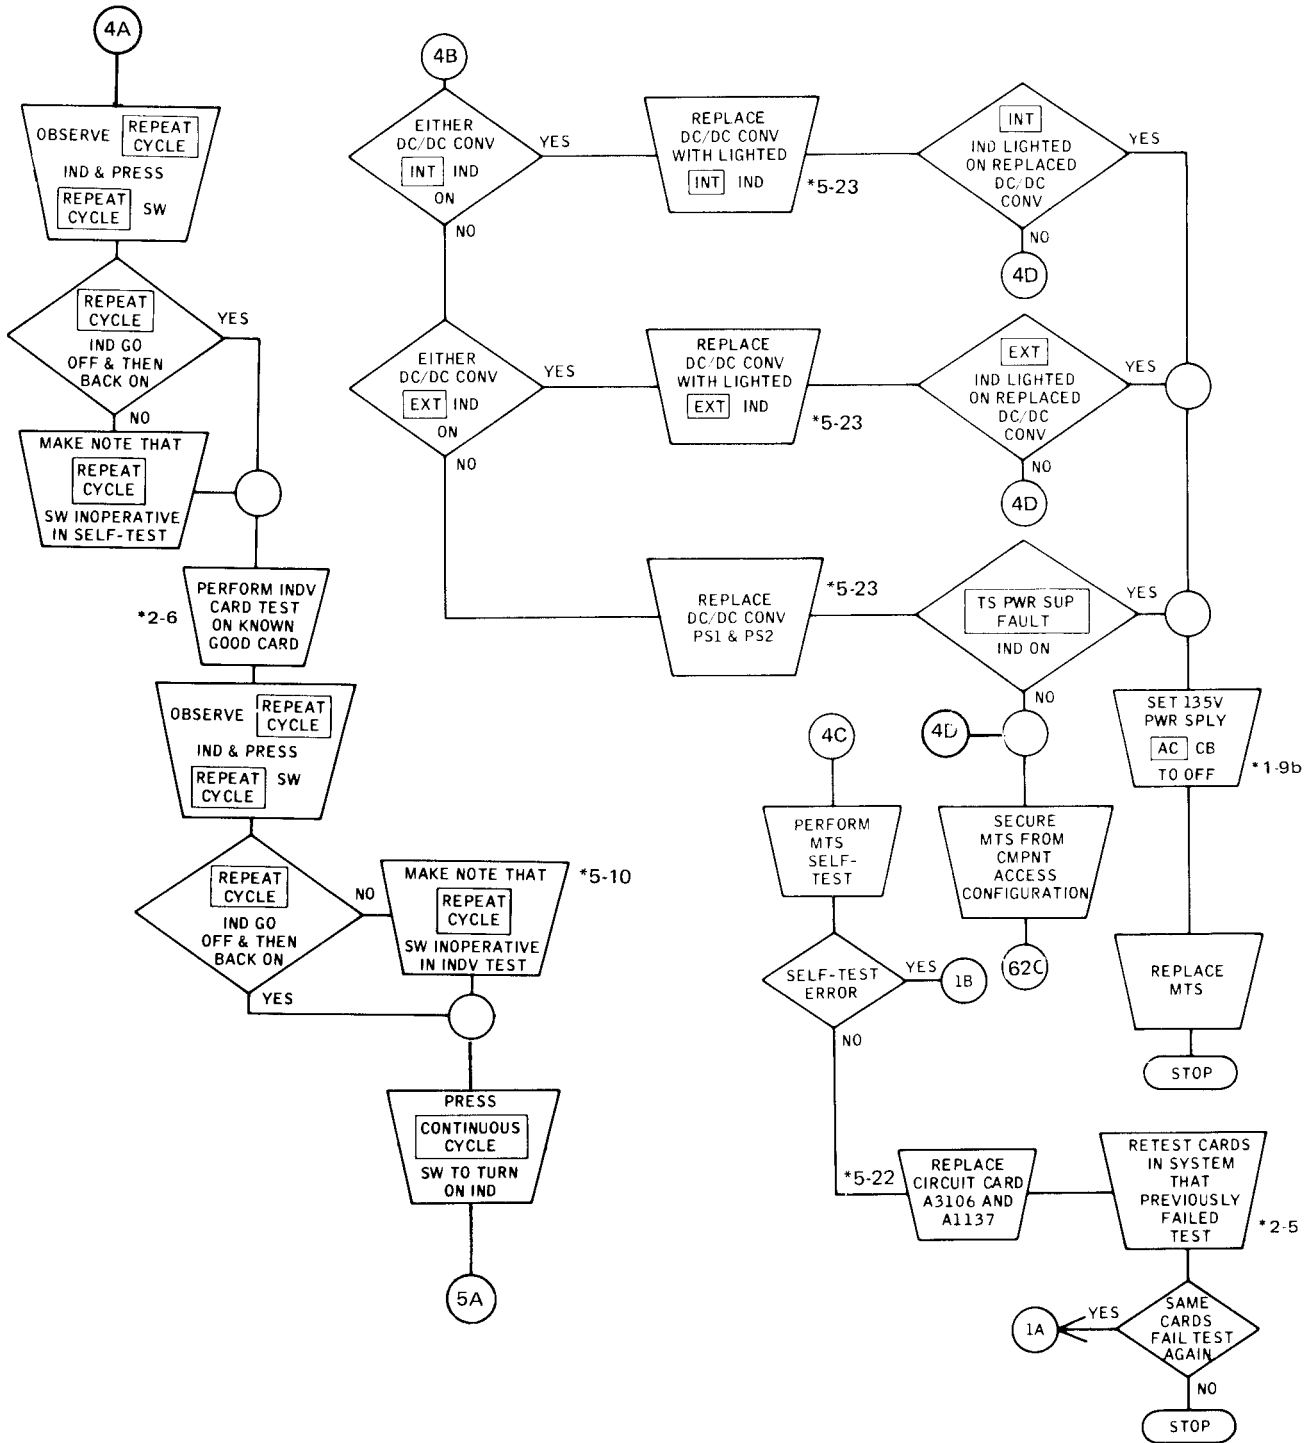 4A
OBSERVE REPEAT
CYCLE
IND & PRESS
REPEAT
CYCLE SW
REPEAT
CYCLE
IND GO
OFF & THEN
BACK ON
YES
NO
MAKE NOTE THAT
REPEAT
CYCLE
SW INOPERATIVE
IN SELF-TEST
*2-6
PERFORM INDV
CARD TEST
ON KNOWN
GOOD CARD
OBSERVE REPEAT
CYCLE
IND & PRESS
REPEAT
CYCLE SW
REPEAT
CYCLE
IND GO
OFF & THEN
BACK ON
NO
YES
MAKE NOTE THAT
REPEAT
CYCLE
SW INOPERATIVE
IN INDV TEST
*5-10
PRESS
CONTINUOUS
CYCLE
SW TO TURN
ON IND
5A
4B
EITHER
DC/DC CONV
INT IND
ON
YES
NO
REPLACE
DC/DC CONV
WITH LIGHTED
INT IND
*5-23
INT
IND LIGHTED
ON REPLACED
DC/DC
CONV
YES
NO
4D
EITHER
DC/DC CONV
EXT IND
ON
YES
NO
REPLACE
DC/DC CONV
WITH LIGHTED
EXT IND
*5-23
EXT
IND LIGHTED
ON REPLACED
DC/DC
CONV
YES
NO
4D
REPLACE
DC/DC CONV
PS1 & PS2
*5-23
TS PWR SUP
FAULT
IND ON
YES
NO
4D
SECURE
MTS FROM
CMPNT
ACCESS
CONFIGURATION
62C
SET 135V
PWR SPLY
AC CB
TO OFF
*1-9b
REPLACE
MTS
STOP
4C
PERFORM
MTS
SELF-
TEST
SELF-TEST
ERROR
YES
1B
NO
*5-22
REPLACE
CIRCUIT CARD
A3106 AND
A1137
RETEST CARDS
IN SYSTEM
THAT
PREVIOUSLY
FAILED
TEST
*2-5
SAME
CARDS
FAIL TEST
AGAIN
YES
1A
NO
STOP